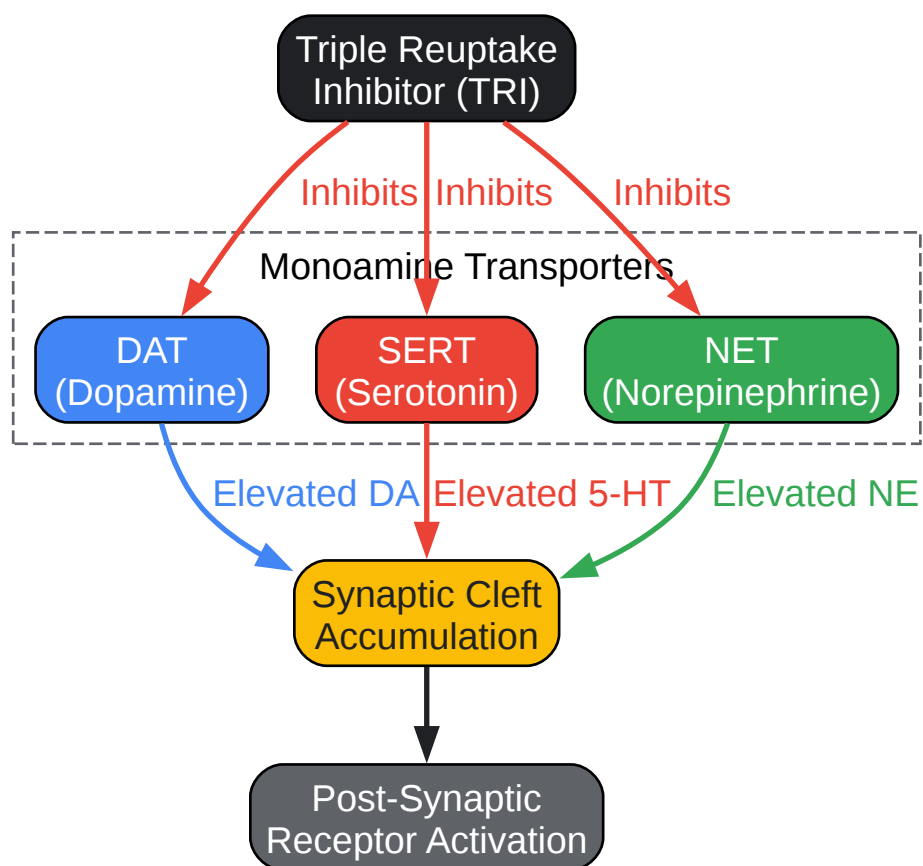 Triple Reuptake
Inhibitor (TRI)
Inhibits
Inhibits
Inhibits
Monoamine Transporters
DAT
(Dopamine)
SERT
(Serotonin)
NET
(Norepinephrine)
Elevated DA
Elevated 5-HT
Elevated NE
Synaptic Cleft
Accumulation
Post-Synaptic
Receptor Activation